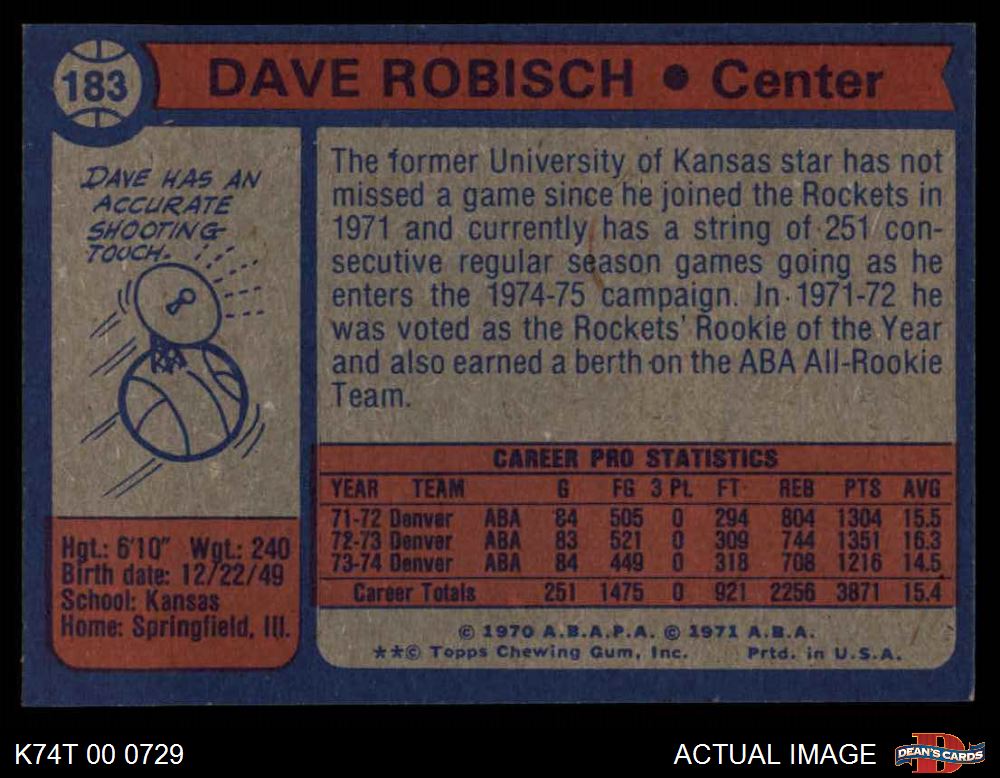 183
DAVE ROBISCH • Center
DAVE HAS AN
ACCURATE
SHOOTING
TOUCH.
The former University of Kansas star has not
missed a game since he joined the Rockets in
1971 and currently has a string of 251 con-
secutive regular season games going as he
enters the 1974-75 campaign. In 1971-72 he
was voted as the Rockets' Rookie of the Year
and also earned a berth on the ABA All-Rookie
Team.
Hgt.: 6'10" Wgt.: 240
Birth date: 12/22/49
School: Kansas
Home: Springfield, Ill.
CAREER PRO STATISTICS
YEAR TEAM G FG 3 Pt. FT REB PTS AVG
71-72 Denver ABA 84 505 0 294 804 1304 15.5
72-73 Denver ABA 83 521 0 309 744 1351 16.3
73-74 Denver ABA 84 449 0 318 708 1216 14.5
Career Totals 251 1475 0 921 2256 3871 15.4
© 1970 A.B.A.P.A. © 1971 A.B.A.
**© Topps Chewing Gum, Inc. Prtd. in U.S.A.
K74T 00 0729
ACTUAL IMAGE
D
DEAN'S CARDS